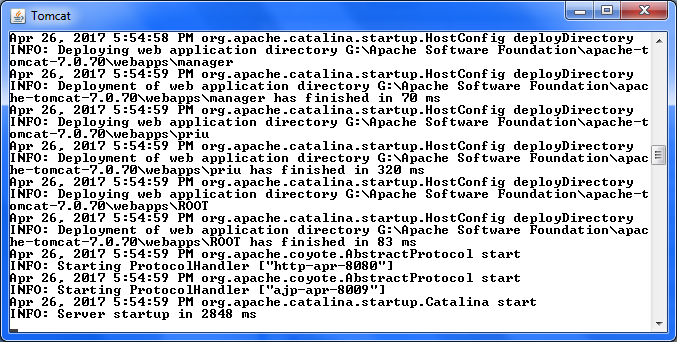 Tomcat
Apr 26, 2017 5:54:58 PM org.apache.catalina.startup.HostConfig deployDirectory
INFO: Deploying web application directory G:\Apache Software Foundation\apache-t
omcat-7.0.70\webapps\manager
Apr 26, 2017 5:54:59 PM org.apache.catalina.startup.HostConfig deployDirectory
INFO: Deployment of web application directory G:\Apache Software Foundation\apac
he-tomcat-7.0.70\webapps\manager has finished in 70 ms
Apr 26, 2017 5:54:59 PM org.apache.catalina.startup.HostConfig deployDirectory
INFO: Deploying web application directory G:\Apache Software Foundation\apache-t
omcat-7.0.70\webapps\priu
Apr 26, 2017 5:54:59 PM org.apache.catalina.startup.HostConfig deployDirectory
INFO: Deployment of web application directory G:\Apache Software Foundation\apac
he-tomcat-7.0.70\webapps\priu has finished in 320 ms
Apr 26, 2017 5:54:59 PM org.apache.catalina.startup.HostConfig deployDirectory
INFO: Deploying web application directory G:\Apache Software Foundation\apache-t
omcat-7.0.70\webapps\ROOT
Apr 26, 2017 5:54:59 PM org.apache.catalina.startup.HostConfig deployDirectory
INFO: Deployment of web application directory G:\Apache Software Foundation\apac
he-tomcat-7.0.70\webapps\ROOT has finished in 83 ms
Apr 26, 2017 5:54:59 PM org.apache.coyote.AbstractProtocol start
INFO: Starting ProtocolHandler ["http-apr-8080"]
Apr 26, 2017 5:54:59 PM org.apache.coyote.AbstractProtocol start
INFO: Starting ProtocolHandler ["ajp-apr-8009"]
Apr 26, 2017 5:54:59 PM org.apache.catalina.startup.Catalina start
INFO: Server startup in 2848 ms